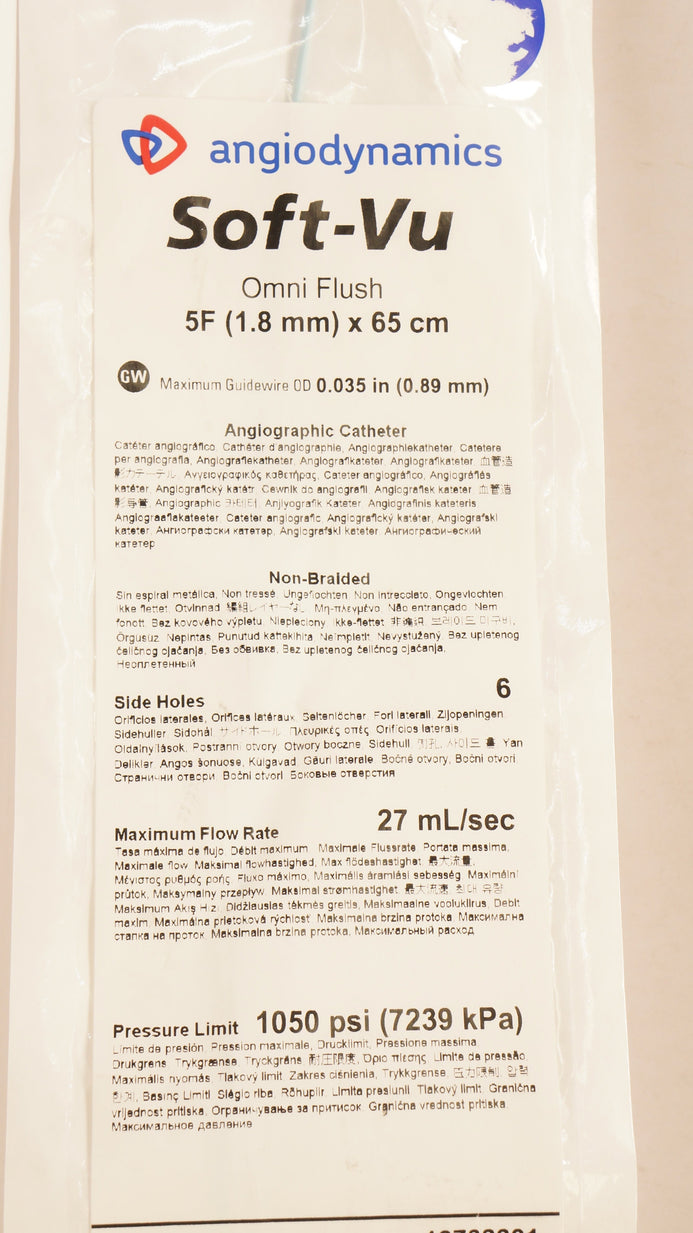 angiodynamics
Soft-Vu
Omni Flush
5F (1.8 mm) x 65 cm
GW Maximum Guidewire OD 0.035 in (0.89 mm)
Angiographic Catheter
Catéter angiográfico, Cathéter d'angiographie, Angiographiekatheter, Catetere
per angiografia, Angiografiekatheter, Angiografikateter, Angiografikateter, 血管造
影カテーテル, Αγγειογραφικός καθετήρας, Cateter angiográfico, Angiográfiás
katéter, Angiografický katétr, Cewnik do angiografii, Angiografisk kateter, 血管造
影导管, Angiographic 카테터, Anjiyografik Kateter, Angiografinis kateteris,
Angiograafiakateeter, Cateter angiografic, Angiografický katéter, Angiografski
kateter, Ангиографски катетър, Angiografski kateter, Ангиографический
катетер
Non-Braided
Sin espiral metálica, Non tressé, Ungeflochten, Non intrecciato, Ongevlochten,
Ikke flettet, Otvinnad, 編組レイヤーなし, Μη-πλεγμένο, Não entrançado, Nem
fonott, Bez kovového výpletu, Niepleciony, Ikke-flettet, 非编织, 브레이드 미구비,
Örgüsüz, Nepintas, Punutud kattekihita, Neîmpletit, Nevystužený, Bez upletenog
čeličnog ojačanja, Без обвивка, Bez upletenog čeličnog ojačanja,
Неоплетенный
Side Holes 6
Orificios laterales, Orifices latéraux, Seitenlöcher, Fori laterali, Zijopeningen,
Sidehuller, Sidohål, サイドホール, Πλευρικές οπές, Orifícios laterais,
Oldalnyílások, Postranní otvory, Otwory boczne, Sidehull, 侧孔, 사이드 홀, Yan
Delikler, Angos šonuose, Külgavad, Găuri laterale, Bočné otvory, Bočni otvori,
Странични отвори, Bočni otvori, Боковые отверстия
Maximum Flow Rate 27 mL/sec
Tasa máxima de flujo, Débit maximum, Maximale Flussrate, Portata massima,
Maximale flow, Maksimal flowhastighed, Max flödeshastighet, 最大流量,
Μέγιστος ρυθμός ροής, Fluxo máximo, Maximális áramlási sebesség, Maximální
průtok, Maksymalny przepływ, Maksimal strømhastighet, 最大流速, 최대 유량,
Maksimum Akış Hızı, Didžiausias tėkmės greitis, Maksimaalne voolukiirus, Debit
maxim, Maximálna prietoková rýchlosť, Maksimalna brzina protoka, Максимална
стапка на проток, Maksimalna brzina protoka, Максимальный расход
Pressure Limit 1050 psi (7239 kPa)
Límite de presión, Pression maximale, Drucklimit, Pressione massima,
Drukgrens, Trykgrænse, Tryckgräns, 耐圧限度, Όριο πίεσης, Limite de pressão,
Maximális nyomás, Tlakový limit, Zakres ciśnienia, Trykkgrense, 压力限制, 압력
한계, Basınç Limiti, Slėgio riba, Rõhupiir, Limita presiunii, Tlakový limit, Granična
vrijednost pritiska, Ограничување за притисок, Granična vrednost pritiska,
Максимальное давление